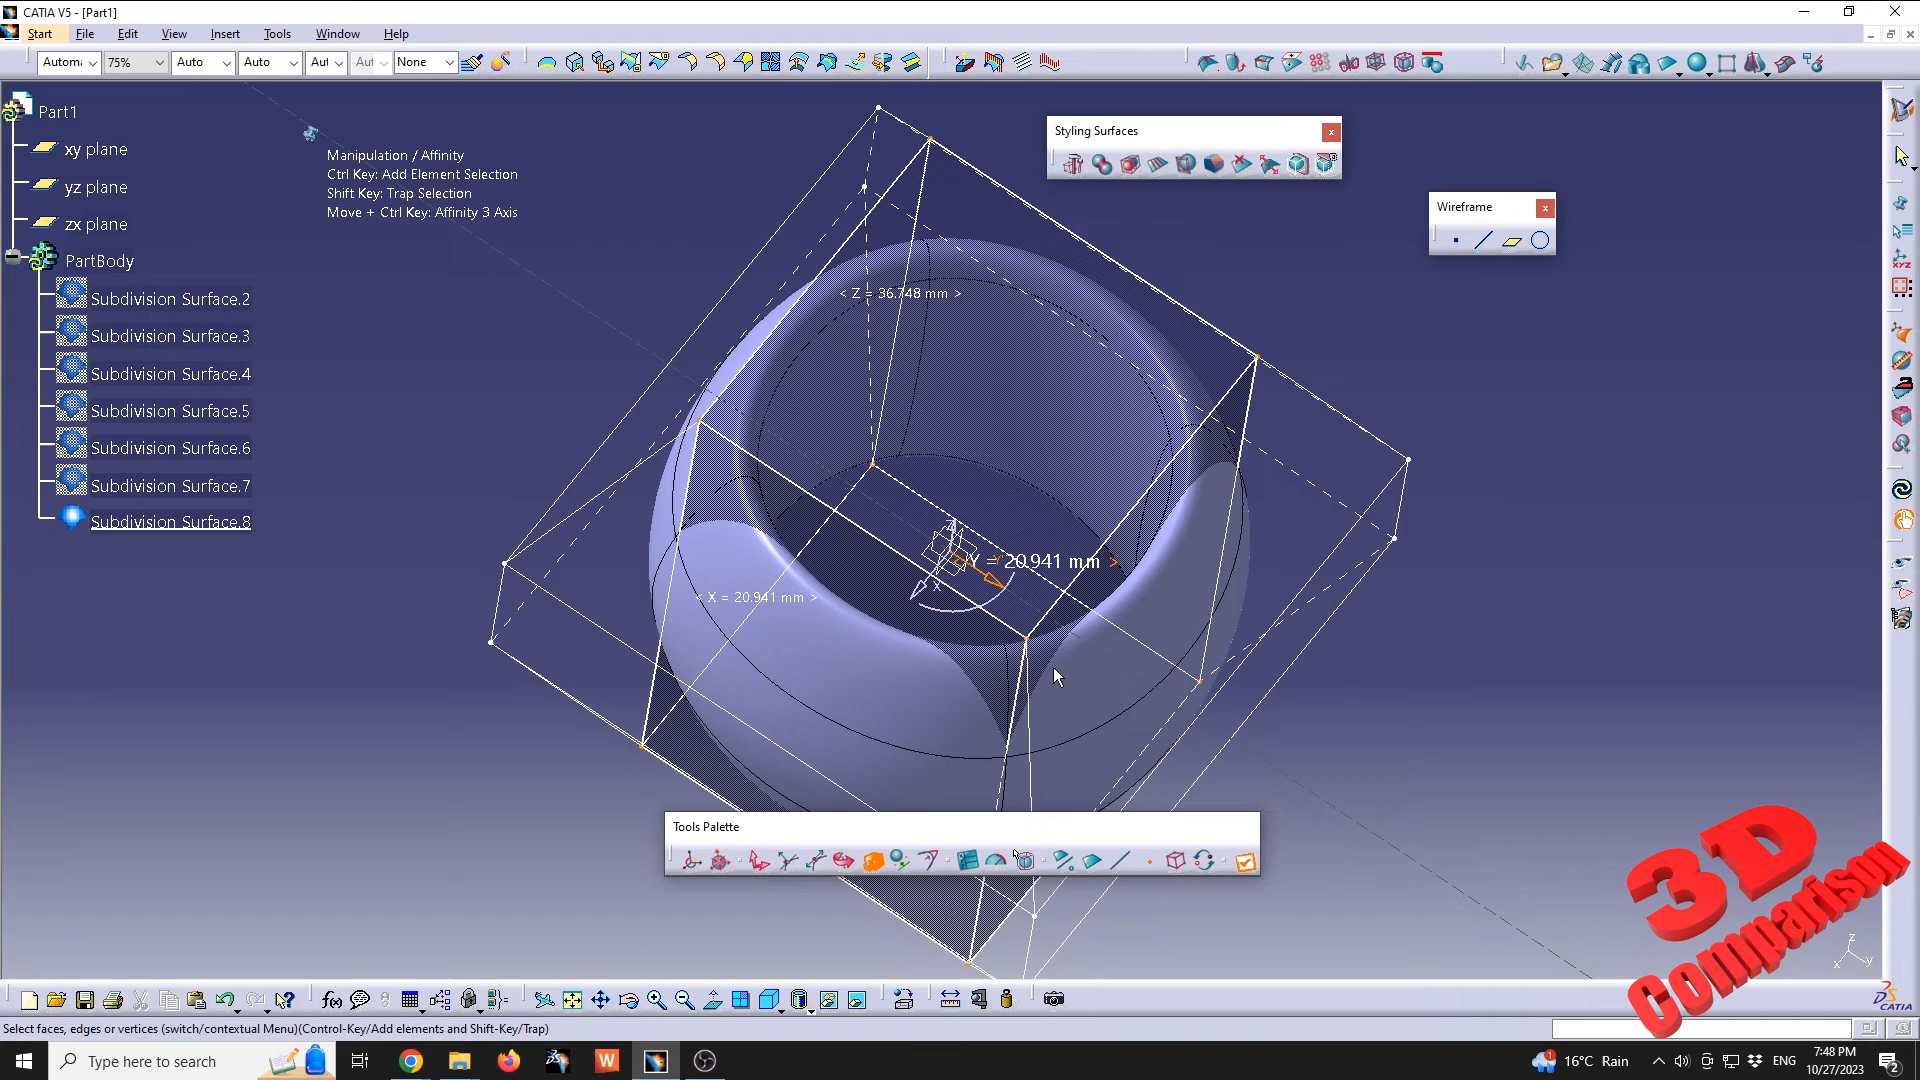 CATIA V5 - [Part1]
Start File Edit View Insert Tools Window Help
Automa 75% Auto Auto Aut Aut None
Part1
xy plane
yz plane
zx plane
PartBody
Subdivision Surface.2
Subdivision Surface.3
Subdivision Surface.4
Subdivision Surface.5
Subdivision Surface.6
Subdivision Surface.7
Subdivision Surface.8
Manipulation / Affinity
Ctrl Key: Add Element Selection
Shift Key: Trap Selection
Move + Ctrl Key: Affinity 3 Axis
Styling Surfaces
Wireframe
< Z = 36.748 mm >
Y = 20.941 mm >
< X = 20.941 mm >
Z
X
Tools Palette
3D
Comparison
z
x y
CATIA
Select faces, edges or vertices (switch/contextual Menu)(Control-Key/Add elements and Shift-Key/Trap)
Type here to search
16°C Rain
ENG
7:48 PM
10/27/2023
2